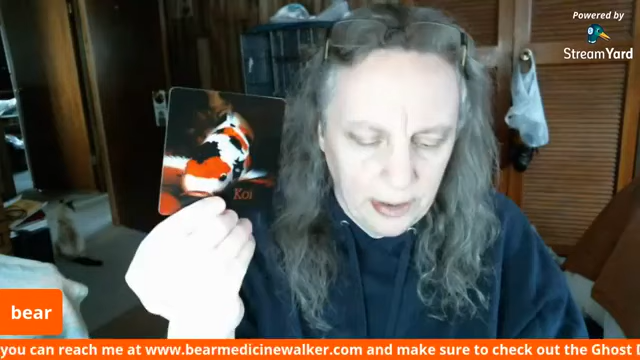 Powered by
StreamYard
Koi
bear
you can reach me at www.bearmedicinewalker.com and make sure to check out the Ghost